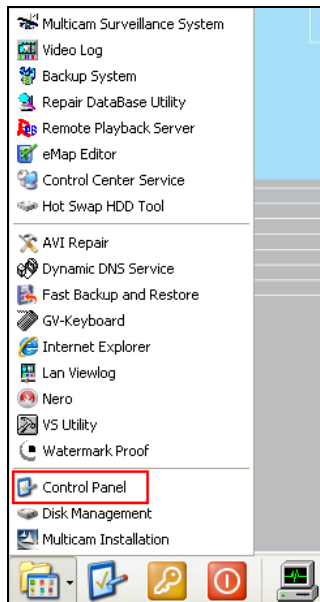 Multicam Surveillance System
Video Log
Backup System
Repair DataBase Utility
Remote Playback Server
eMap Editor
Control Center Service
Hot Swap HDD Tool
AVI Repair
Dynamic DNS Service
Fast Backup and Restore
GV-Keyboard
Internet Explorer
Lan Viewlog
Nero
VS Utility
Watermark Proof
Control Panel
Disk Management
Multicam Installation